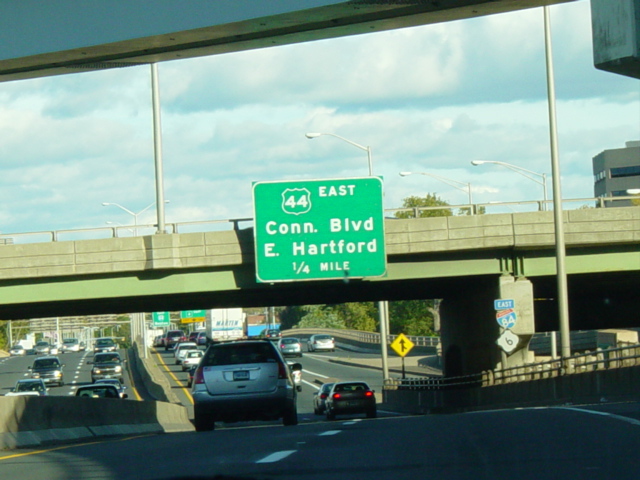 44 EAST
Conn. Blvd
E. Hartford
1/4 MILE
EAST
84
6